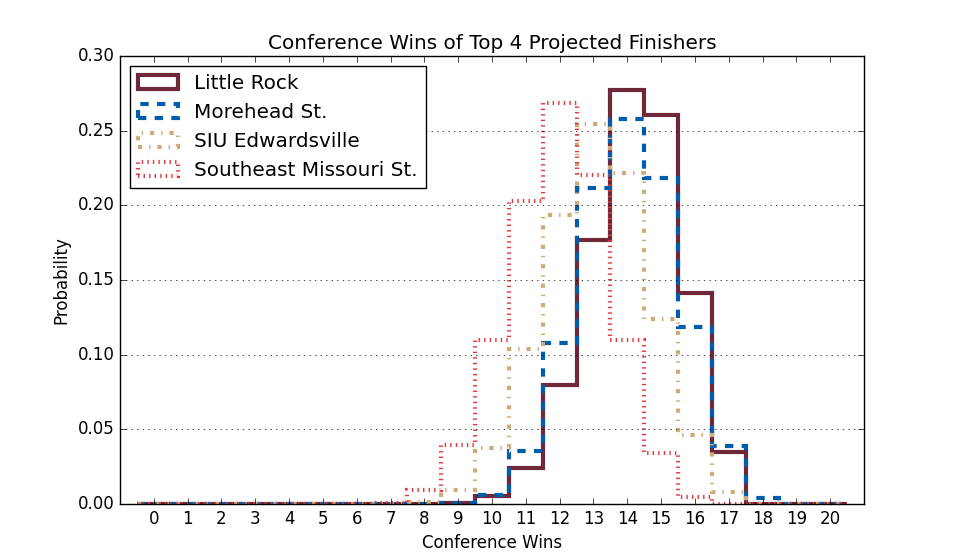 Conference Wins of Top 4 Projected Finishers
Little Rock
Morehead St.
SIU Edwardsville
Southeast Missouri St.
0.30
0.25
0.20
0.15
0.10
0.05
0.00
Probability
0 1 2 3 4 5 6 7 8 9 10 11 12 13 14 15 16 17 18 19 20
Conference Wins